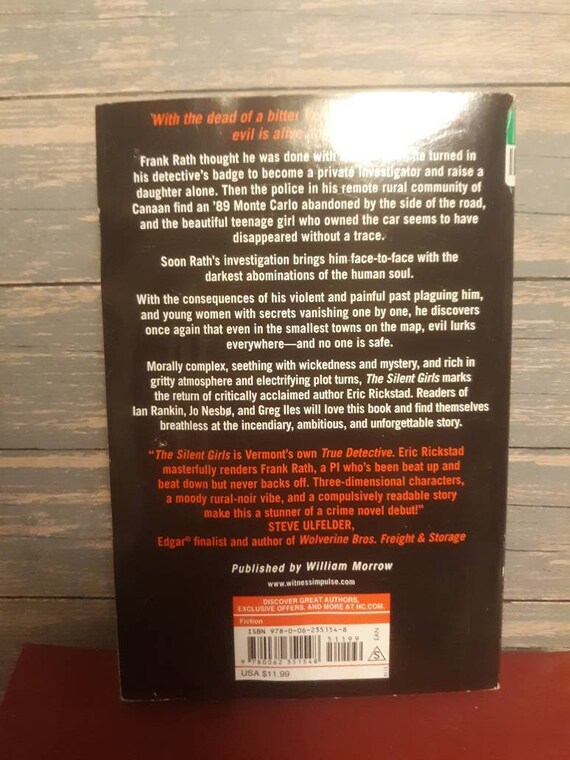 With the dead of a bitter
evil is alive
Frank Rath thought he was done with he turned in
his detective's badge to become a private investigator and raise a
daughter alone. Then the police in his remote rural community of
Canaan find an '89 Monte Carlo abandoned by the side of the road,
and the beautiful teenage girl who owned the car seems to have
disappeared without a trace.
Soon Rath's investigation brings him face-to-face with the
darkest abominations of the human soul.
With the consequences of his violent and painful past plaguing him,
and young women with secrets vanishing one by one, he discovers
once again that even in the smallest towns on the map, evil lurks
everywhere—and no one is safe.
Morally complex, seething with wickedness and mystery, and rich in
gritty atmosphere and electrifying plot turns, The Silent Girls marks
the return of critically acclaimed author Eric Rickstad. Readers of
Ian Rankin, Jo Nesbø, and Greg Iles will love this book and find themselves
breathless at the incendiary, ambitious, and unforgettable story.
"The Silent Girls is Vermont's own True Detective. Eric Rickstad
masterfully renders Frank Rath, a PI who's been beat up and
beat down but never backs off. Three-dimensional characters,
a moody rural-noir vibe, and a compulsively readable story
make this a stunner of a crime novel debut!"
STEVE ULFELDER,
Edgar® finalist and author of Wolverine Bros. Freight & Storage
Published by William Morrow
www.witnessimpulse.com
DISCOVER GREAT AUTHORS,
EXCLUSIVE OFFERS, AND MORE AT HC.COM.
Fiction
ISBN 978-0-06-235154-8
51199
EAN
S
9 780062 351548
USA $11.99